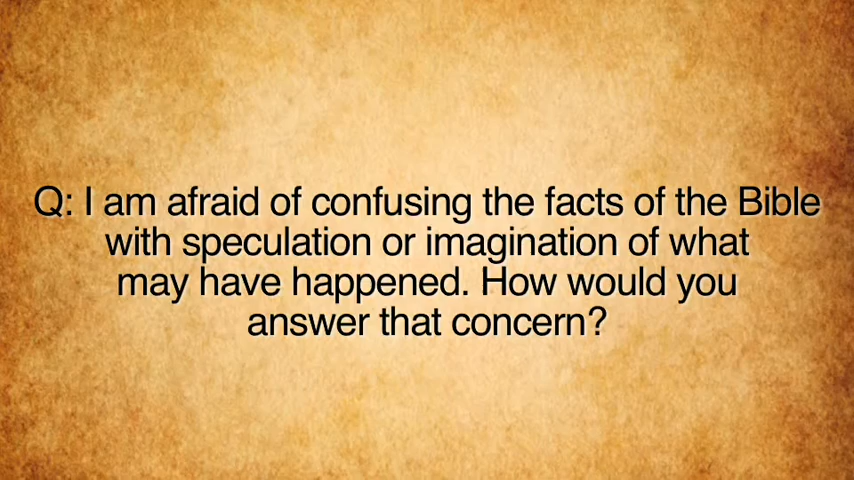 Q: I am afraid of confusing the facts of the Bible
with speculation or imagination of what
may have happened. How would you
answer that concern?